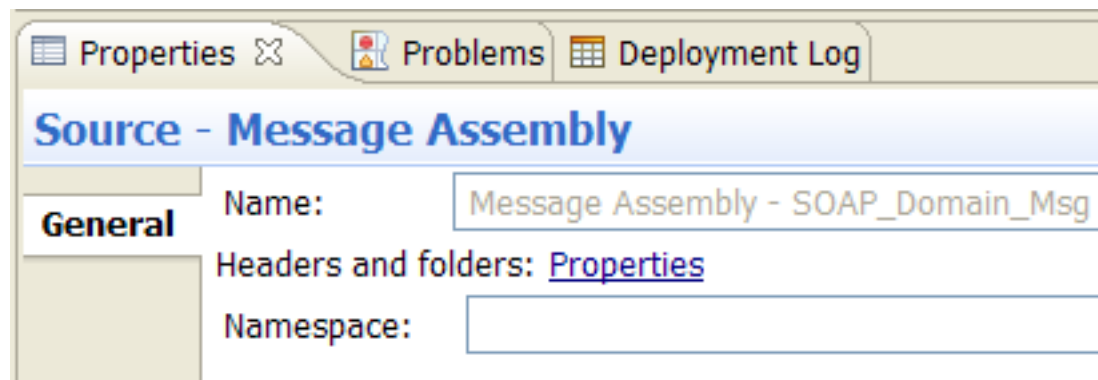 Properties Problems Deployment Log
Source - Message Assembly
Name: Message Assembly - SOAP_Domain_Msg
General
Headers and folders: Properties
Namespace: